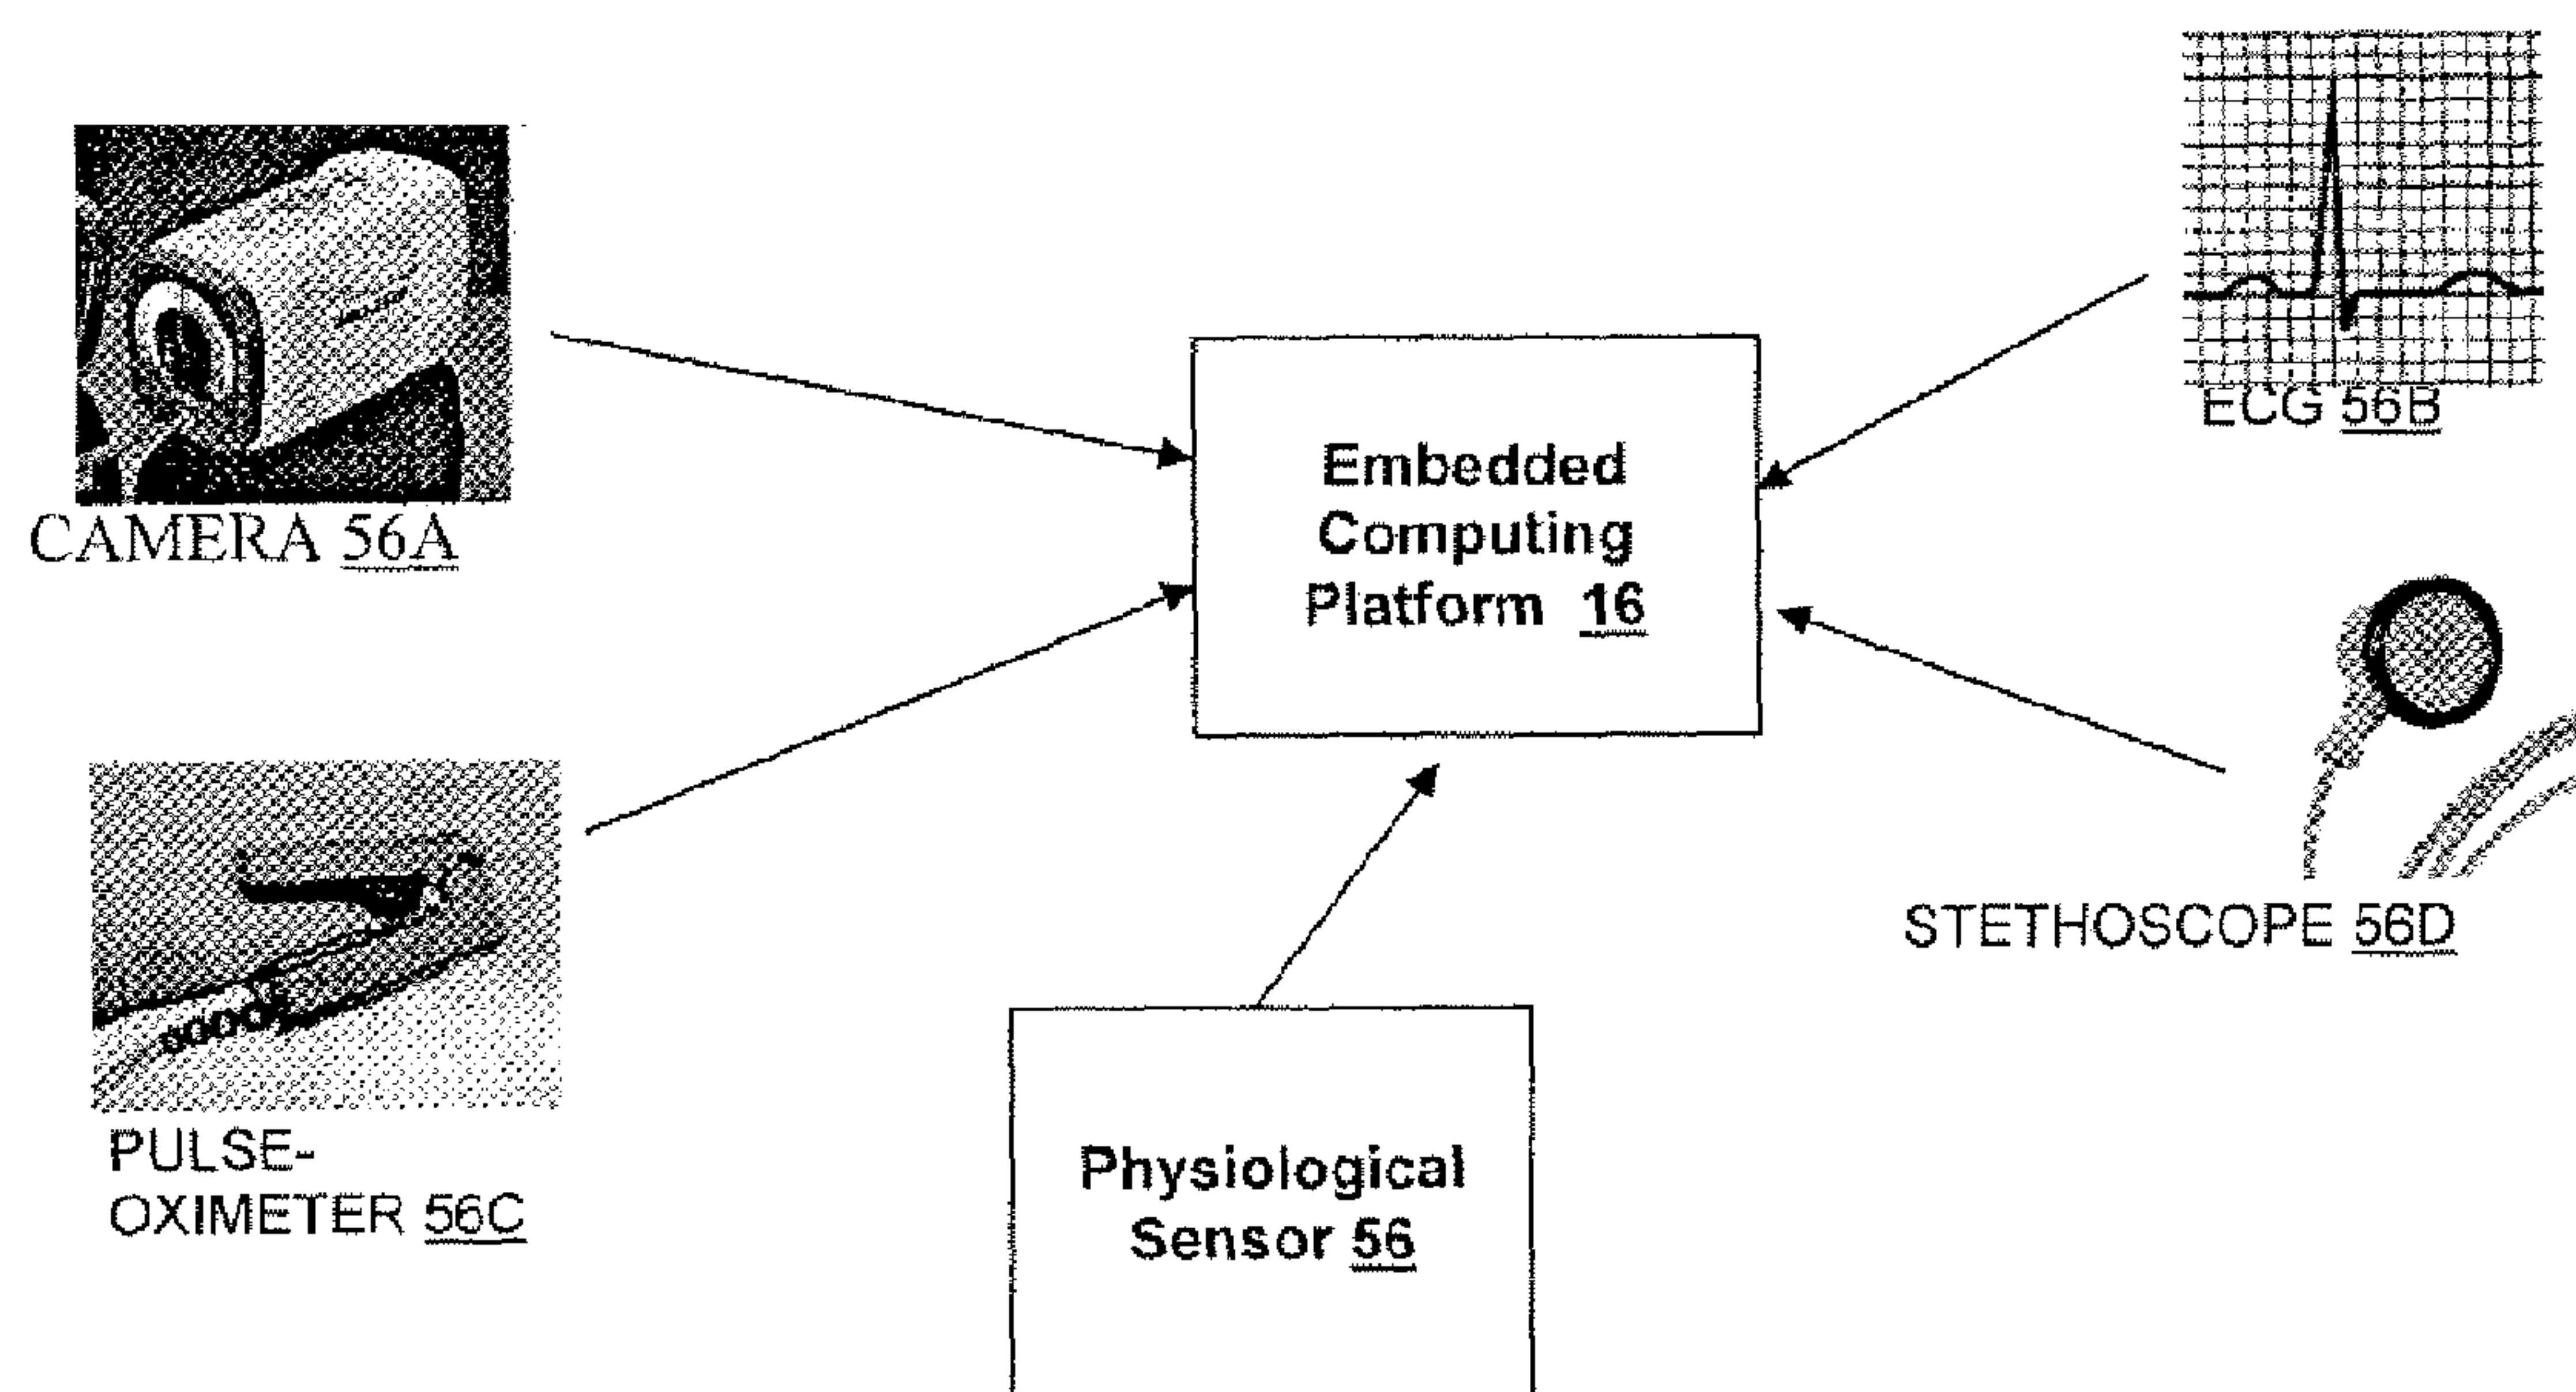 CAMERA 56A
ECG 56B
Embedded
Computing
Platform 16
STETHOSCOPE 56D
PULSE-
OXIMETER 56C
Physiological
Sensor 56